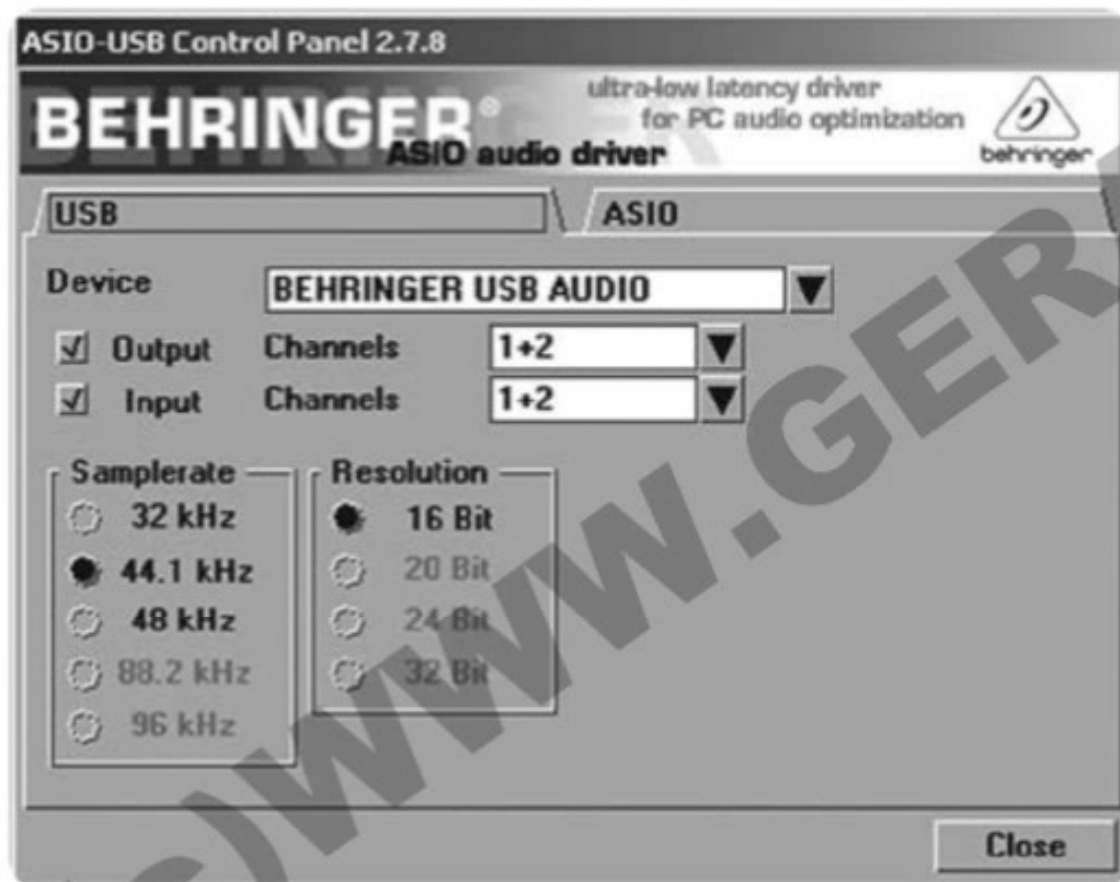 ASIO-USB Control Panel 2.7.8
BEHRINGER®
ultra-low latency driver
for PC audio optimization
ASIO audio driver
behringer
USB
ASIO
Device BEHRINGER USB AUDIO
Output Channels 1+2
Input Channels 1+2
Samplerate
32 kHz
44.1 kHz
48 kHz
88.2 kHz
96 kHz
Resolution
16 Bit
20 Bit
24 Bit
32 Bit
Close
)WWW.GER